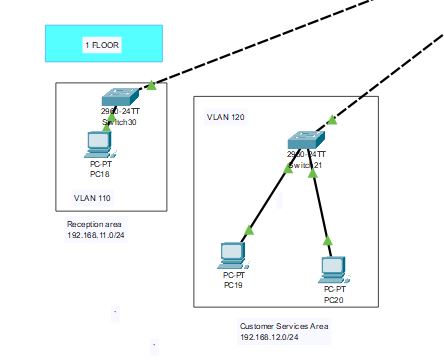 1 FLOOR
2960-24TT
Switch30
PC-PT
PC18
VLAN 110
Reception area
192.168.11.0/24
VLAN 120
2960-24TT
Switch21
PC-PT
PC19
PC-PT
PC20
Customer Services Area
192.168.12.0/24